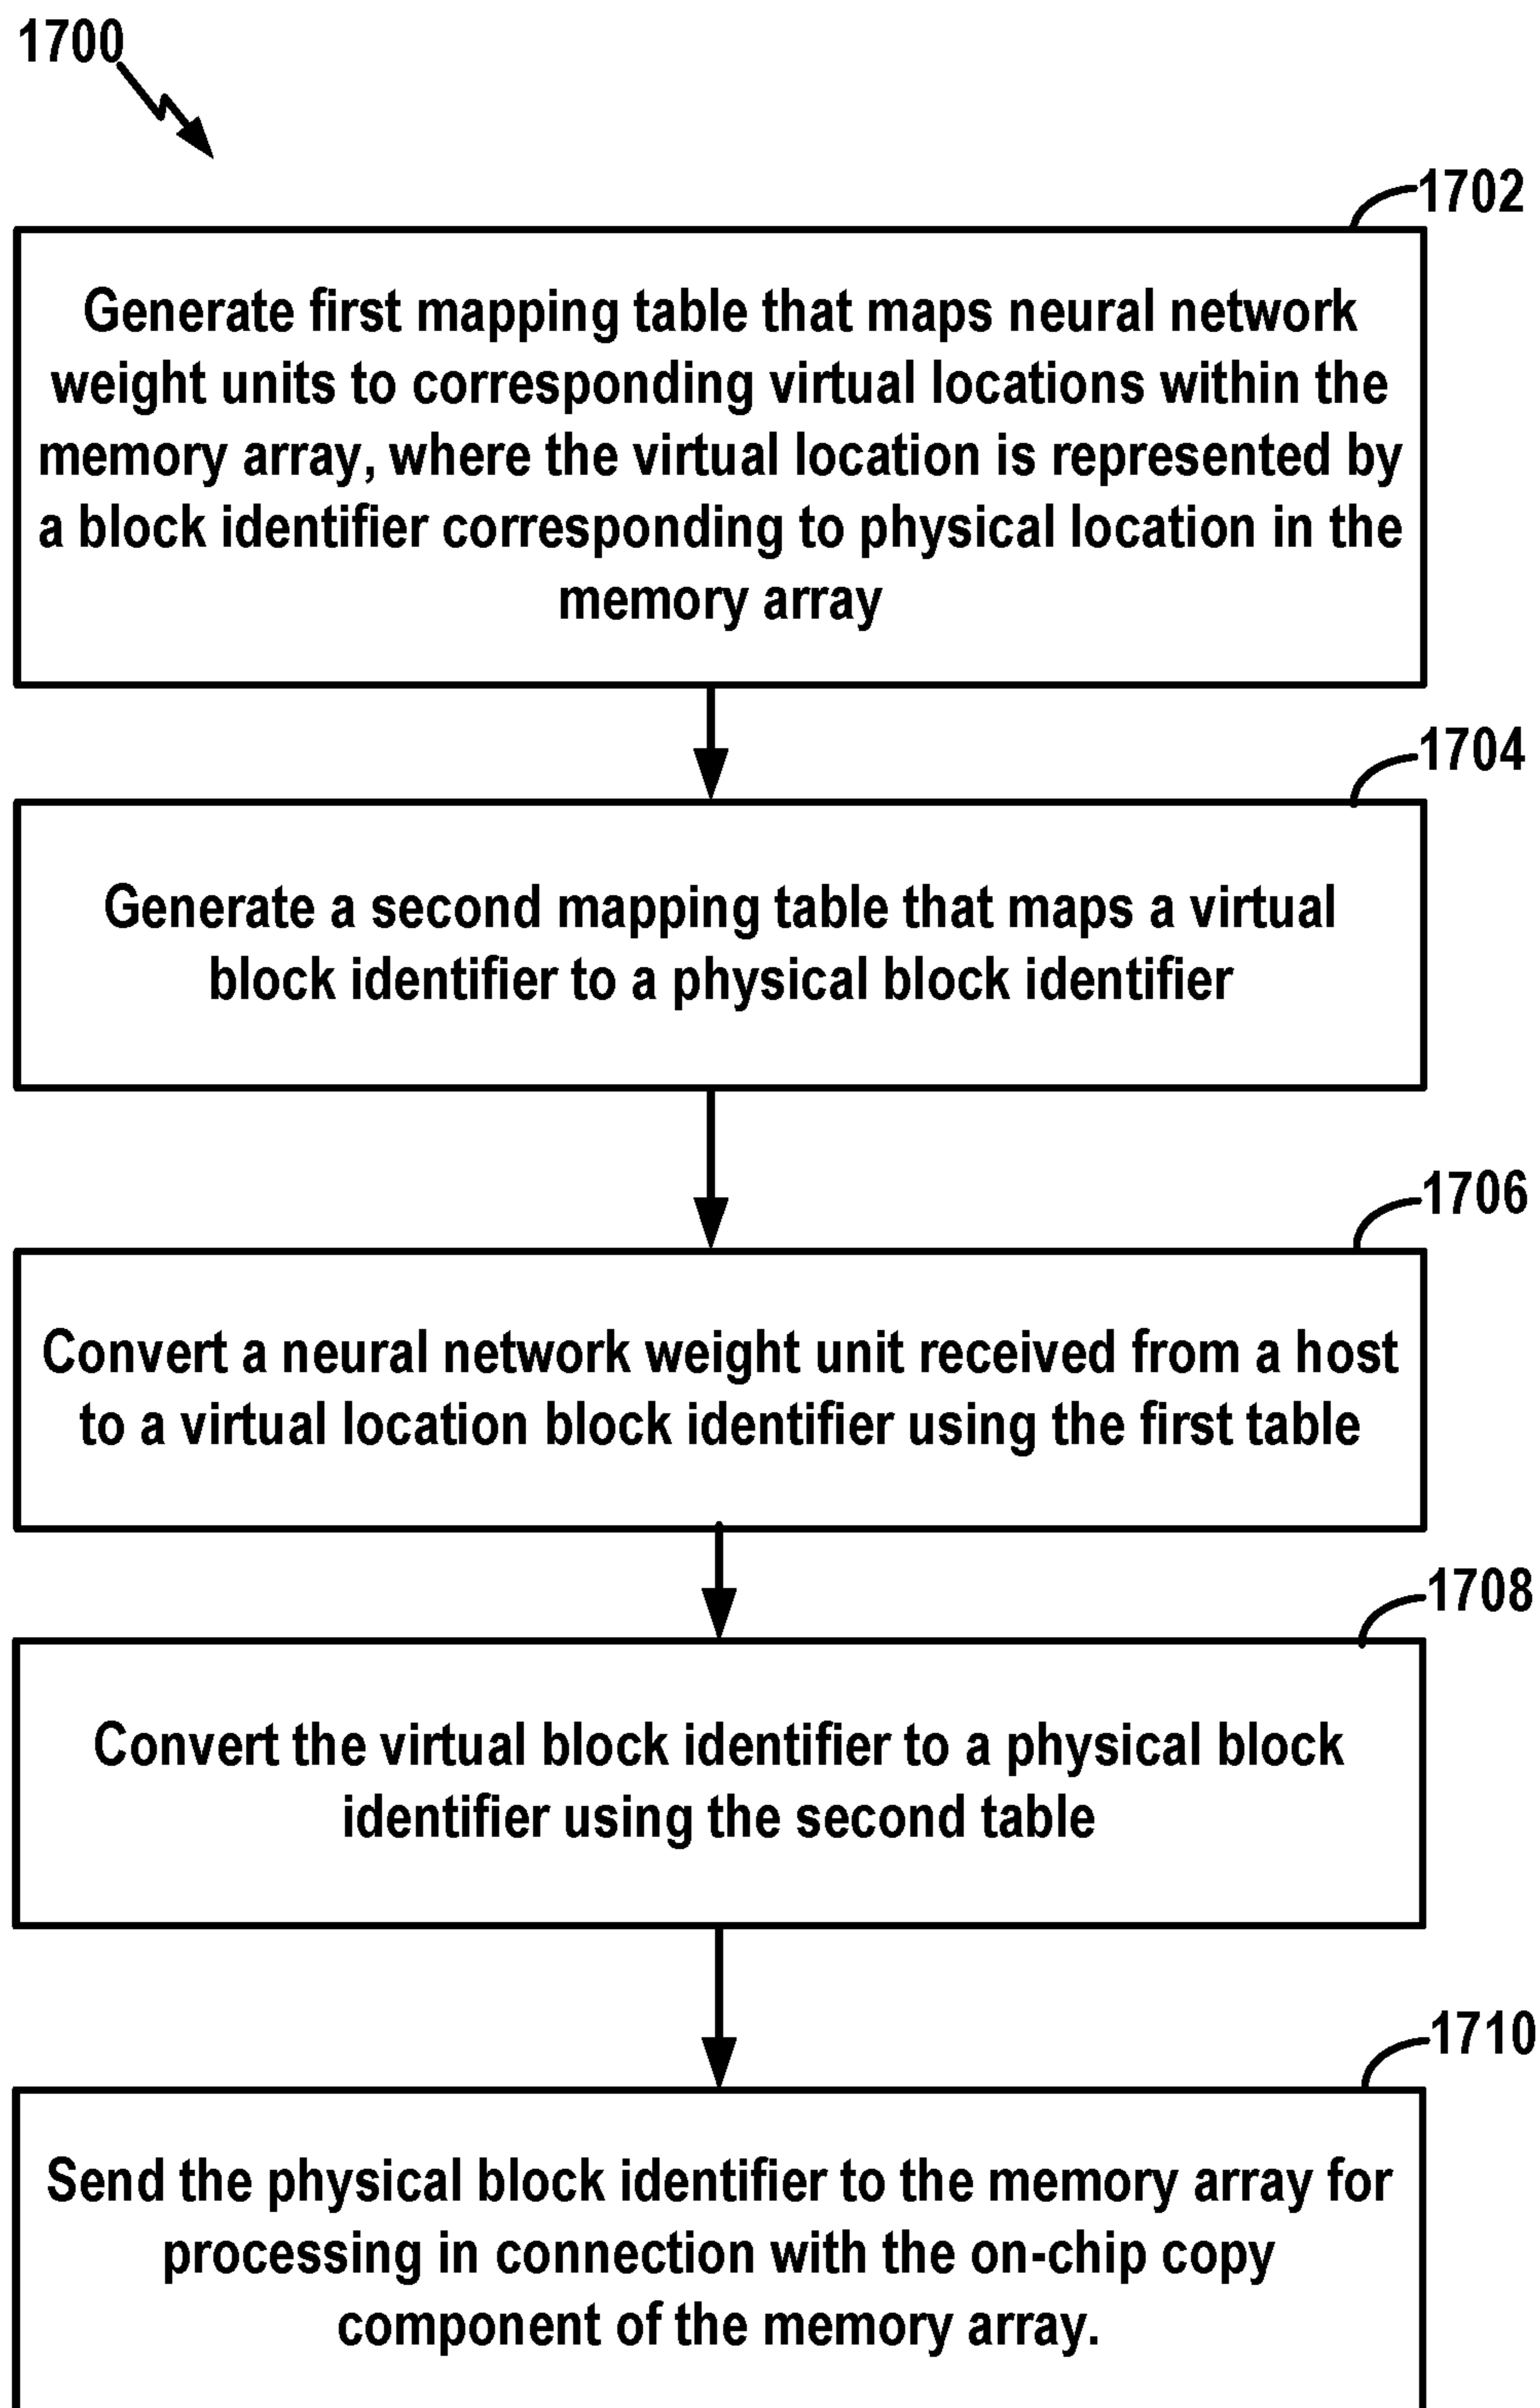 1700
1702
Generate first mapping table that maps neural network
weight units to corresponding virtual locations within the
memory array, where the virtual location is represented by
a block identifier corresponding to physical location in the
memory array
1704
Generate a second mapping table that maps a virtual
block identifier to a physical block identifier
1706
Convert a neural network weight unit received from a host
to a virtual location block identifier using the first table
1708
Convert the virtual block identifier to a physical block
identifier using the second table
1710
Send the physical block identifier to the memory array for
processing in connection with the on-chip copy
component of the memory array.